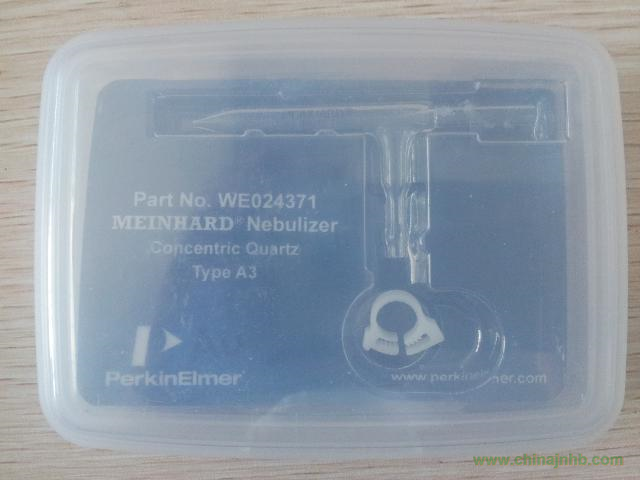 Part No. WE024371
MEINHARD® Nebulizer
Concentric Quartz
Type A3
PerkinElmer
www.perkinelmer.com
www.chinajnhb.com